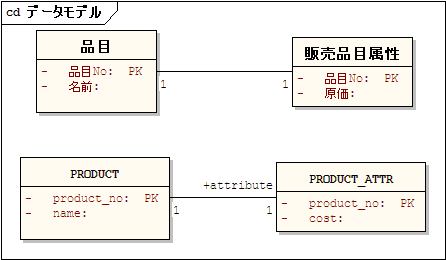 cd データモデル
品目
- 品目No: PK
- 名前:
1
1
販売品目属性
- 品目No: PK
- 原価:
PRODUCT
- product_no: PK
- name:
+attribute
1
1
PRODUCT_ATTR
- product_no: PK
- cost: